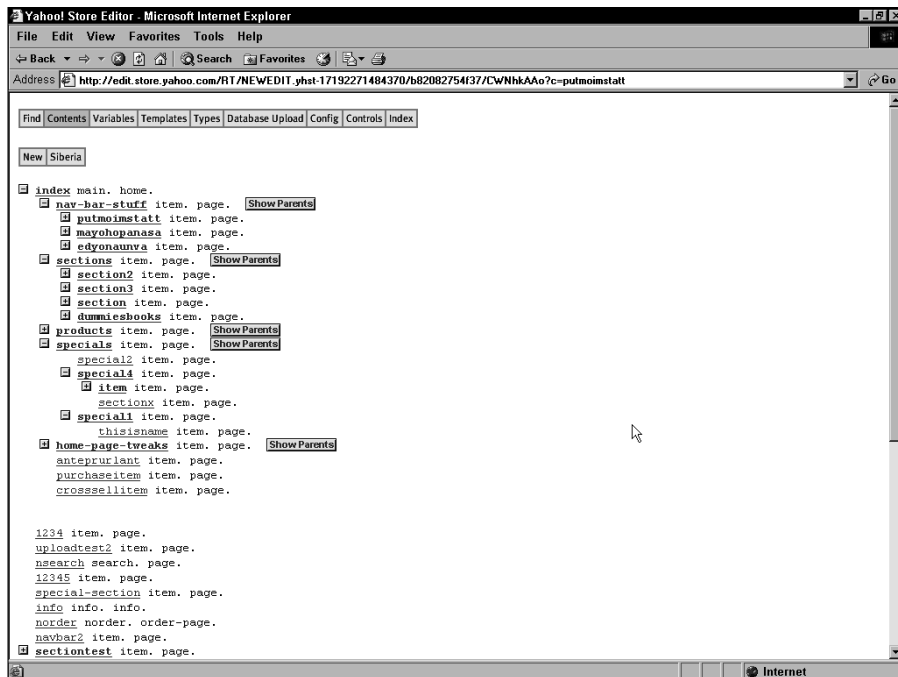 Yahoo! Store Editor - Microsoft Internet Explorer
File Edit View Favorites Tools Help
Back Search Favorites
Address http://edit.store.yahoo.com/RT/NEWEDIT.yhst-17192271484370/b82082754f37/CWNhkAAo?c=putmoimstatt Go
Find Contents Variables Templates Types Database Upload Config Controls Index
New Siberia
index main. home.
nav-bar-stuff item. page. Show Parents
putmoimstatt item. page.
mayohopanasa item. page.
edyonaunva item. page.
sections item. page. Show Parents
section2 item. page.
section3 item. page.
section item. page.
dummiesbooks item. page.
products item. page. Show Parents
specials item. page. Show Parents
special2 item. page.
special4 item. page.
item item. page.
sectionx item. page.
special1 item. page.
thisisname item. page.
home-page-tweaks item. page. Show Parents
anteprurlant item. page.
purchaseitem item. page.
crosssellitem item. page.
1234 item. page.
uploadtest2 item. page.
nsearch search. page.
12345 item. page.
special-section item. page.
info info. info.
norder norder. order-page.
navbar2 item. page.
sectiontest item. page.
Internet